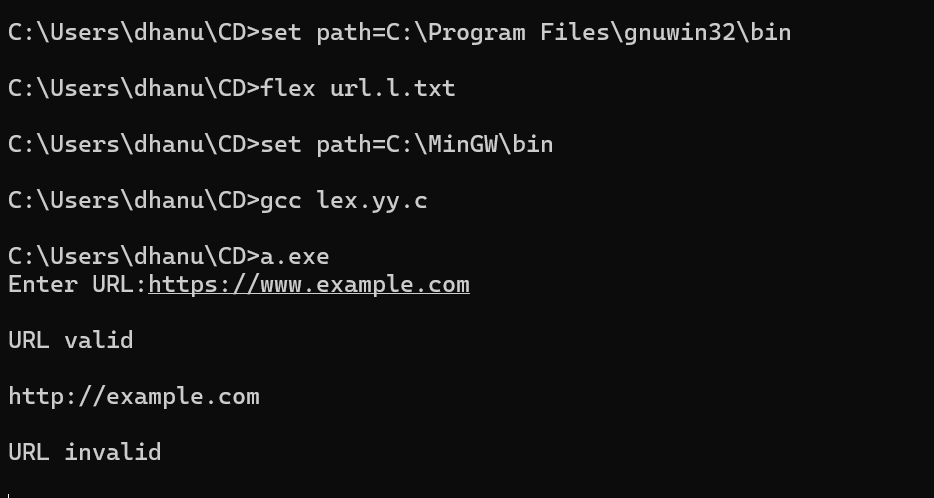 C:\Users\dhanu\CD>set path=C:\Program Files\gnuwin32\bin
C:\Users\dhanu\CD>flex url.l.txt
C:\Users\dhanu\CD>set path=C:\MinGW\bin
C:\Users\dhanu\CD>gcc lex.yy.c
C:\Users\dhanu\CD>a.exe
Enter URL:https://www.example.com
URL valid
http://example.com
URL invalid